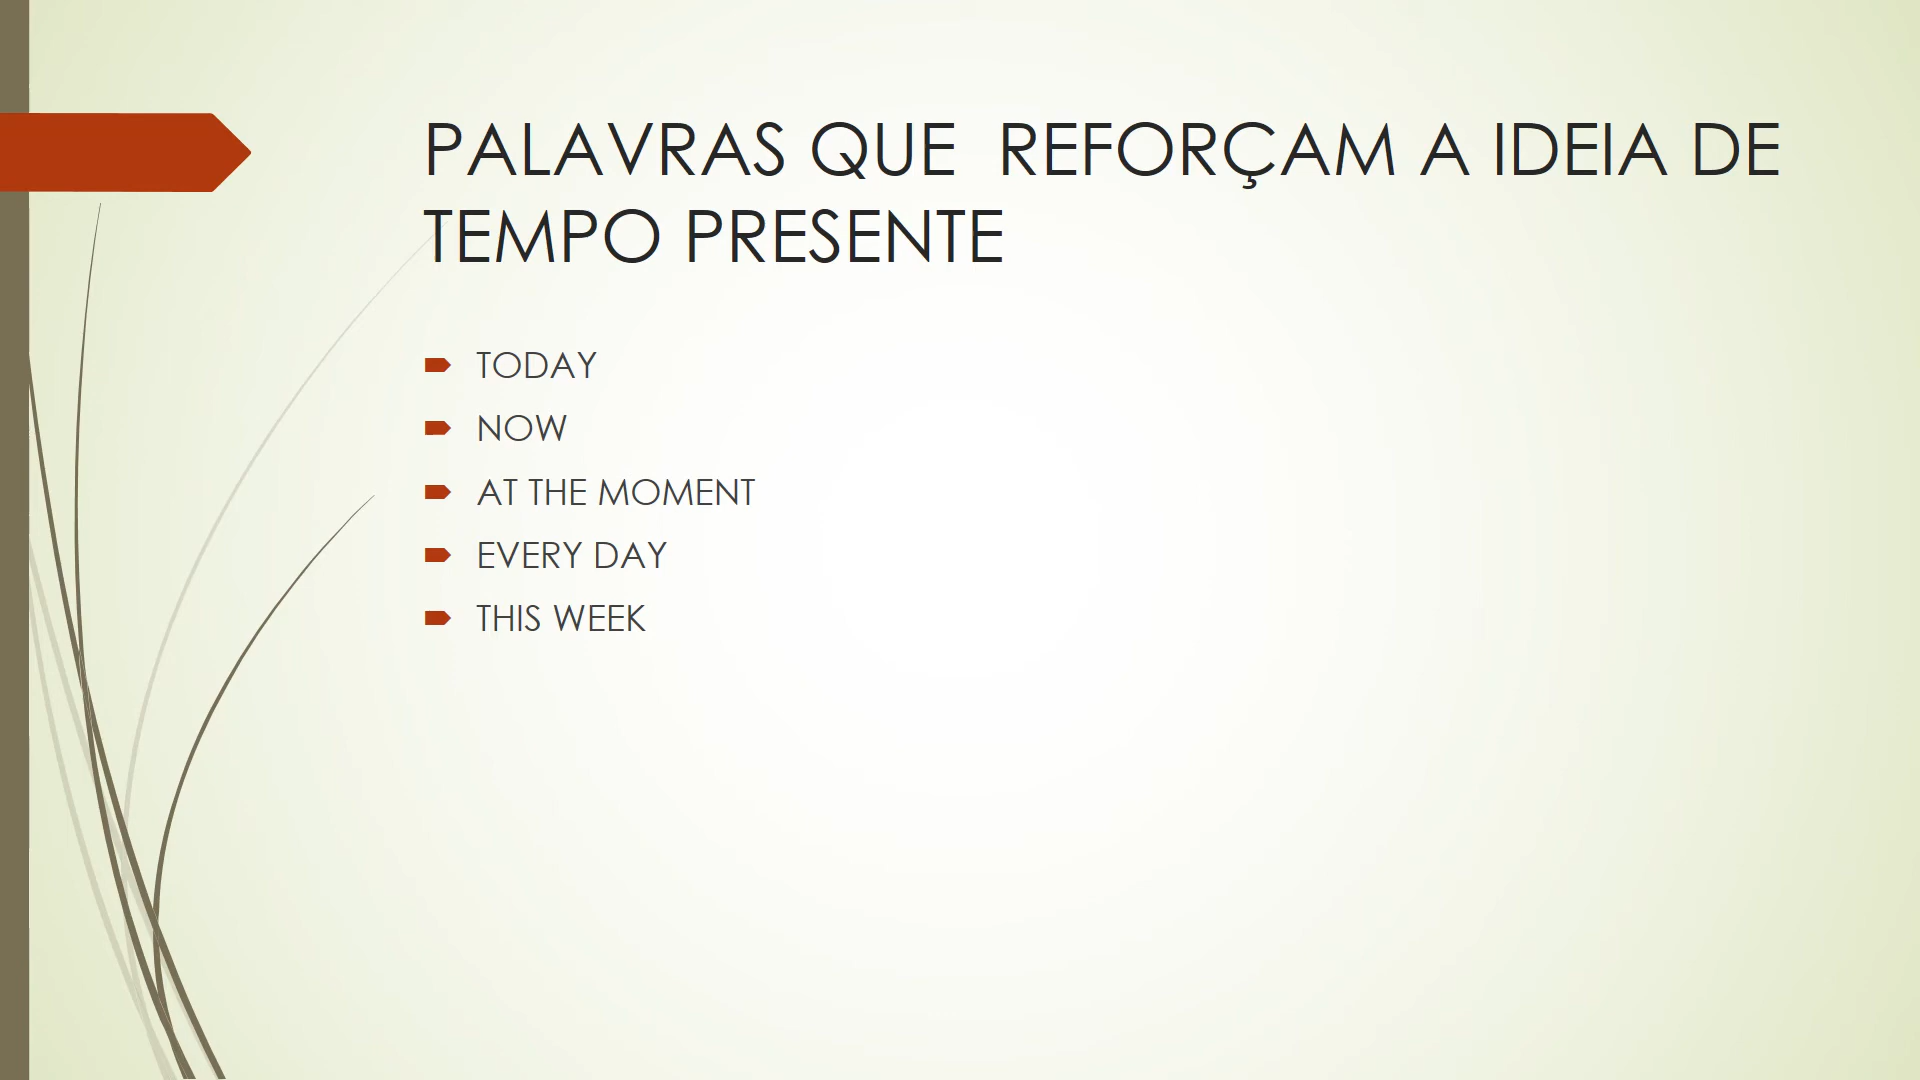 PALAVRAS QUE  REFORÇAM A IDEIA DE
TEMPO PRESENTE
TODAY
NOW
AT THE MOMENT
EVERY DAY
THIS WEEK